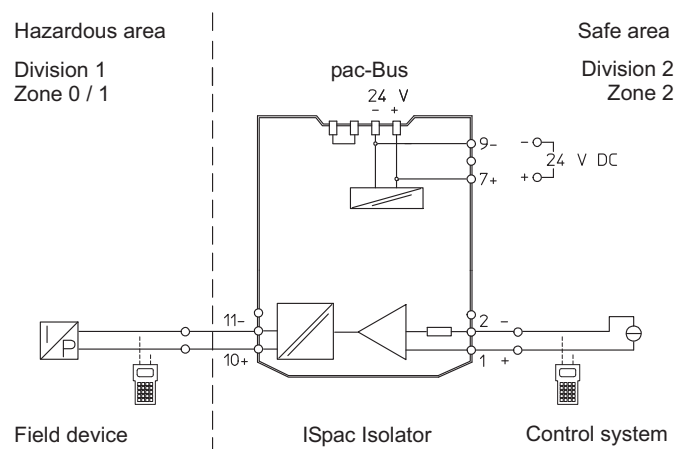 Hazardous area
Safe area
Division 1
Zone 0 / 1
pac-Bus
Division 2
Zone 2
24 V
- +
9-
-
24 V DC
7+
+
11-
2 -
I
P
10+
1 +
Field device
ISpac Isolator
Control system